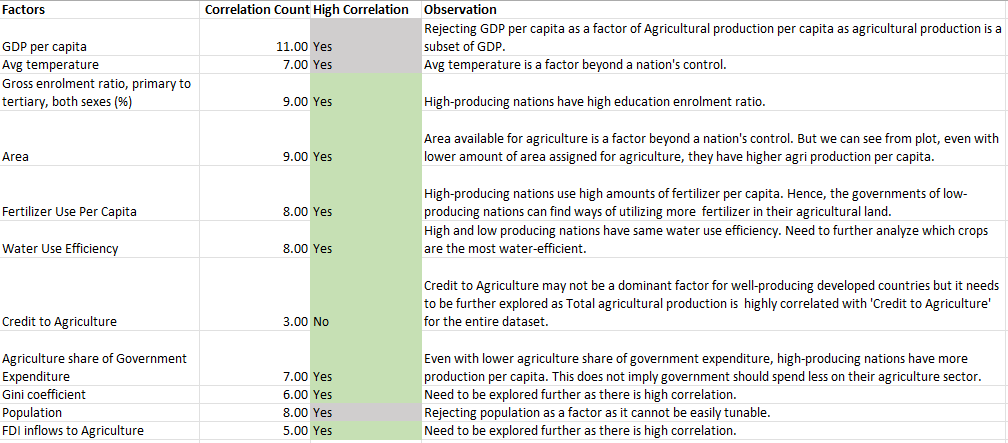 Factors Correlation Count High Correlation Observation
Rejecting GDP per capita as a factor of Agricultural production per capita as agricultural production is a
GDP per capita 11.00 Yes subset of GDP.
Avg temperature 7.00 Yes Avg temperature is a factor beyond a nation's control.
Gross enrolment ratio, primary to
tertiary, both sexes (%) 9.00 Yes High-producing nations have high education enrolment ratio.
Area available for agriculture is a factor beyond a nation's control. But we can see from plot, even with
Area 9.00 Yes lower amount of area assigned for agriculture, they have higher agri production per capita.
High-producing nations use high amounts of fertilizer per capita. Hence, the governments of low-
Fertilizer Use Per Capita 8.00 Yes producing nations can find ways of utilizing more fertilizer in their agricultural land.
High and low producing nations have same water use efficiency. Need to further analyze which crops
Water Use Efficiency 8.00 Yes are the most water-efficient.
Credit to Agriculture may not be a dominant factor for well-producing developed countries but it needs
to be further explored as Total agricultural production is highly correlated with 'Credit to Agriculture'
Credit to Agriculture 3.00 No for the entire dataset.
Agriculture share of Government Even with lower agriculture share of government expenditure, high-producing nations have more
Expenditure 7.00 Yes production per capita. This does not imply government should spend less on their agriculture sector.
Gini coefficient 6.00 Yes Need to be explored further as there is high correlation.
Population 8.00 Yes Rejecting population as a factor as it cannot be easily tunable.
FDI inflows to Agriculture 5.00 Yes Need to be explored further as there is high correlation.